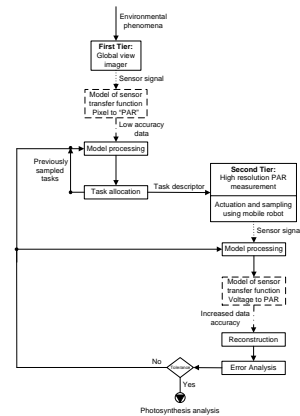 Environmental
phenomena
First Tier:
Global view
imager
Sensor signal
Model of sensor
transfer function
Pixel to "PAR"
Low accuracy
data
Model processing
Previously
sampled
tasks
Task allocation
Task descriptor
Second Tier:
High resolution PAR
measurement
Actuation and sampling
using mobile robot
Sensor signal
Model processing
Model of sensor
transfer function
Voltage to PAR
Increased data
accuracy
Reconstruction
Error Analysis
No
Tolerance
Yes
Photosynthesis analysis